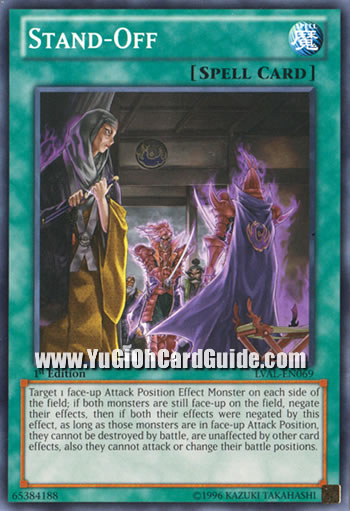 STAND-OFF
[SPELL CARD]
www.YuGiOhCardGuide.com
1st Edition
LVAL-EN069
Target 1 face-up Attack Position Effect Monster on each side of
the field; if both monsters are still face-up on the field, negate
their effects, then if both their effects were negated by this
effect, as long as those monsters are in face-up Attack Position,
they cannot be destroyed by battle, are unaffected by other card
effects, also they cannot attack or change their battle positions.
65384188
©1996 KAZUKI TAKAHASHI